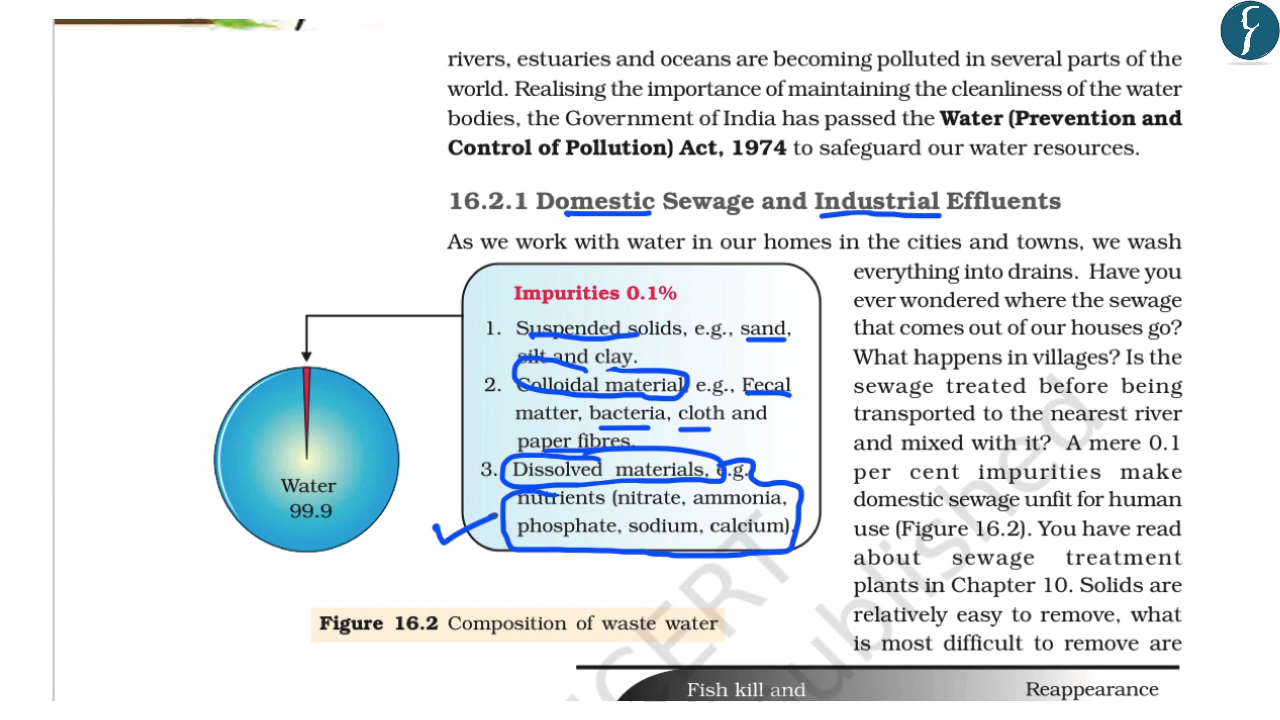 rivers, estuaries and oceans are becoming polluted in several parts of the
world. Realising the importance of maintaining the cleanliness of the water
bodies, the Government of India has passed the Water (Prevention and
Control of Pollution) Act, 1974 to safeguard our water resources.
16.2.1 Domestic Sewage and Industrial Effluents
As we work with water in our homes in the cities and towns, we wash
Impurities 0.1%
1. Suspended solids, e.g., sand,
silt and clay.
2. Colloidal material, e.g., Fecal
matter, bacteria, cloth and
paper fibres.
3. Dissolved materials, e.g.
nutrients (nitrate, ammonia,
phosphate, sodium, calcium)
Water
99.9
Figure 16.2 Composition of waste water
everything into drains. Have you
ever wondered where the sewage
that comes out of our houses go?
What happens in villages? Is the
sewage treated before being
transported to the nearest river
and mixed with it? A mere 0.1
per cent impurities make
domestic sewage unfit for human
use (Figure 16.2). You have read
about sewage treatment
plants in Chapter 10. Solids are
relatively easy to remove, what
is most difficult to remove are
Fish kill and
Reappearance
NCERT
published